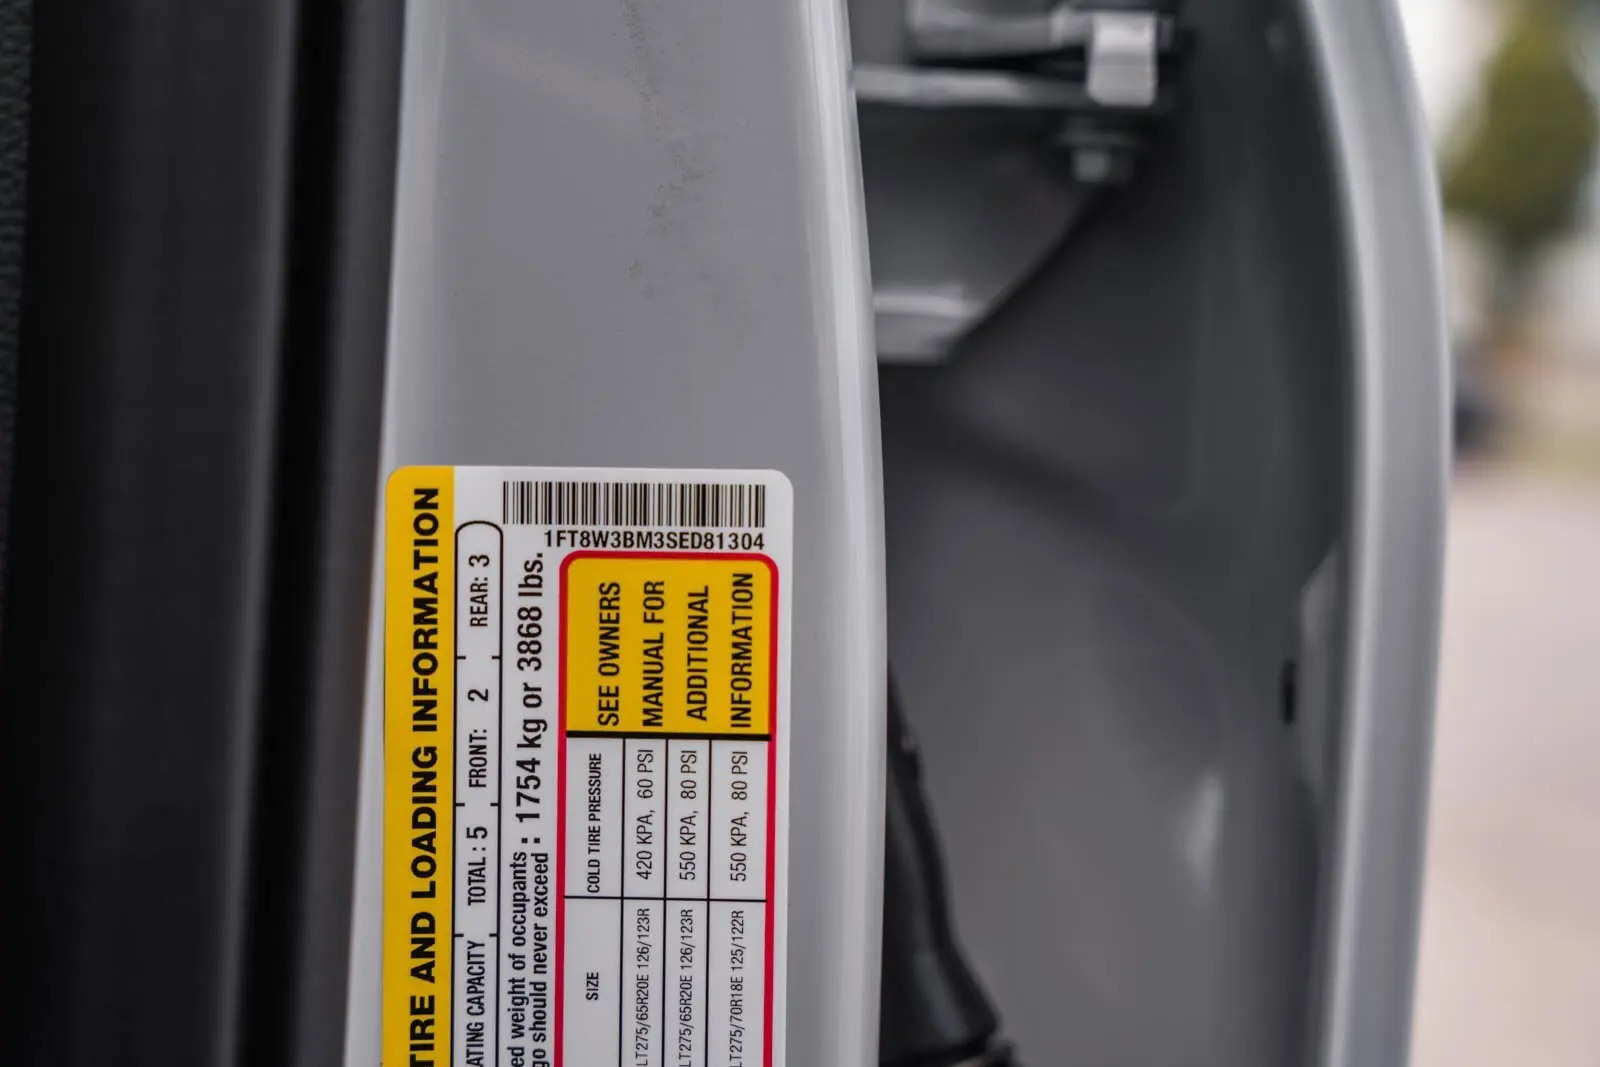 1FT8W3BM3SED81304
TIRE AND LOADING INFORMATION
ATING CAPACITY TOTAL : 5 FRONT: 2 REAR: 3
ed weight of occupants
go should never exceed : 1754 kg or 3868 lbs.
SIZE COLD TIRE PRESSURE
LT275/65R20E 126/123R 420 KPA, 60 PSI
LT275/65R20E 126/123R 550 KPA, 80 PSI
LT275/70R18E 125/122R 550 KPA, 80 PSI
SEE OWNERS
MANUAL FOR
ADDITIONAL
INFORMATION